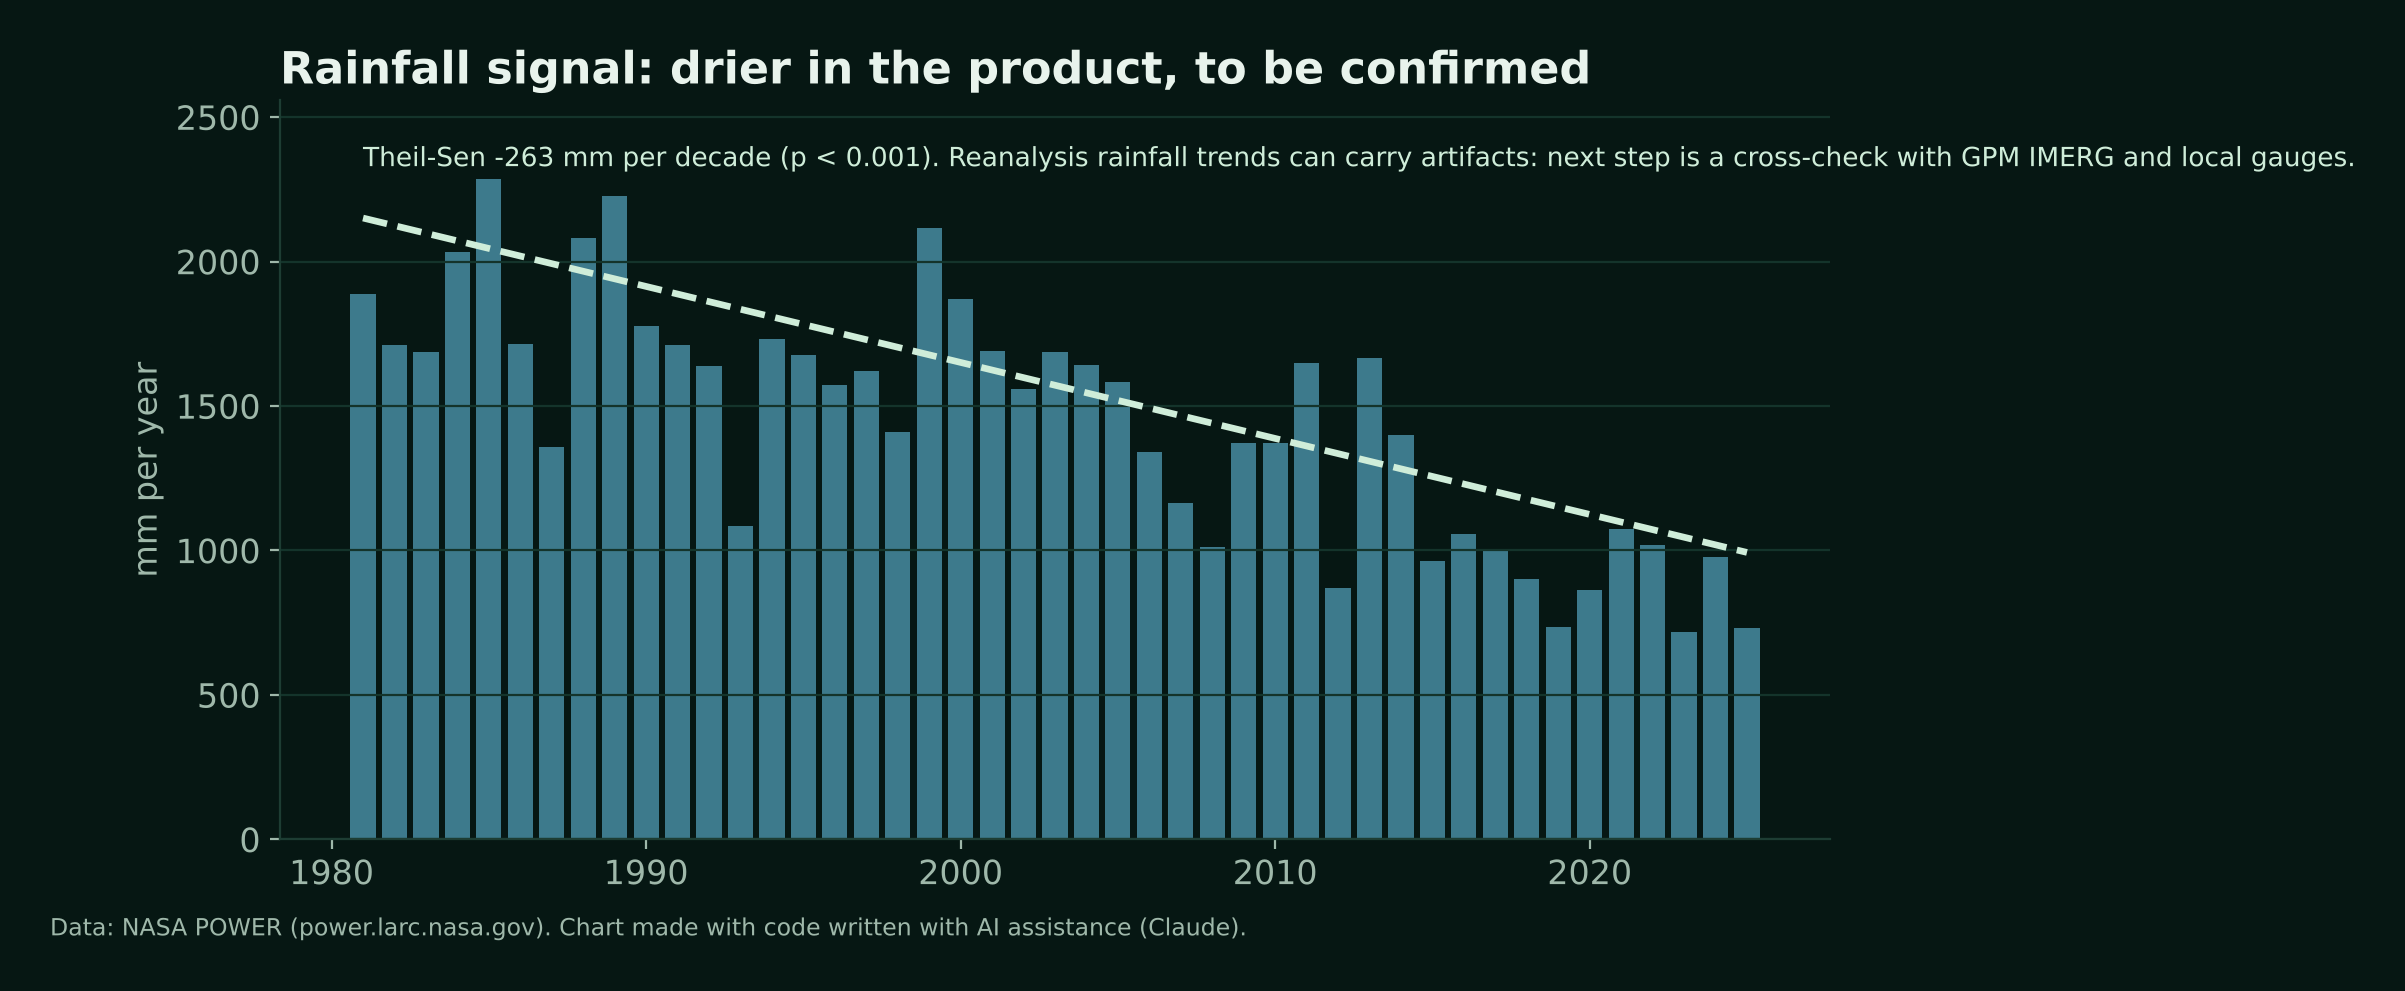 Rainfall signal: drier in the product, to be confirmed
2500
Theil-Sen -263 mm per decade (p < 0.001). Reanalysis rainfall trends can carry artifacts: next step is a cross-check with GPM IMERG and local gauges.
2000
1500
mm per year
1000
500
0
1980 1990 2000 2010 2020
Data: NASA POWER (power.larc.nasa.gov). Chart made with code written with AI assistance (Claude).